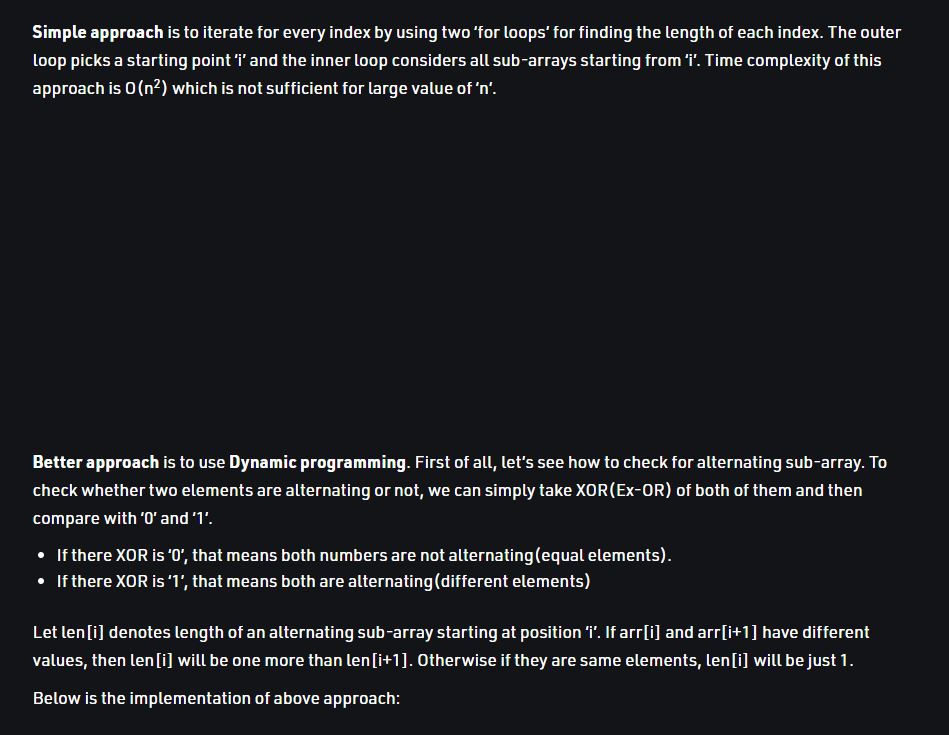 Simple approach is to iterate for every index by using two ‘for loops’ for finding the length of each index. The outer
loop picks a starting point ‘i’ and the inner loop considers all sub-arrays starting from ‘i’. Time complexity of this
approach is O(n²) which is not sufficient for large value of ‘n’.
Better approach is to use Dynamic programming. First of all, let’s see how to check for alternating sub-array. To
check whether two elements are alternating or not, we can simply take XOR(Ex-OR) of both of them and then
compare with ‘0’ and ‘1’.
• If there XOR is ‘0’, that means both numbers are not alternating(equal elements).
• If there XOR is ‘1’, that means both are alternating(different elements)
Let len[i] denotes length of an alternating sub-array starting at position ‘i’. If arr[i] and arr[i+1] have different
values, then len[i] will be one more than len[i+1]. Otherwise if they are same elements, len[i] will be just 1.
Below is the implementation of above approach: